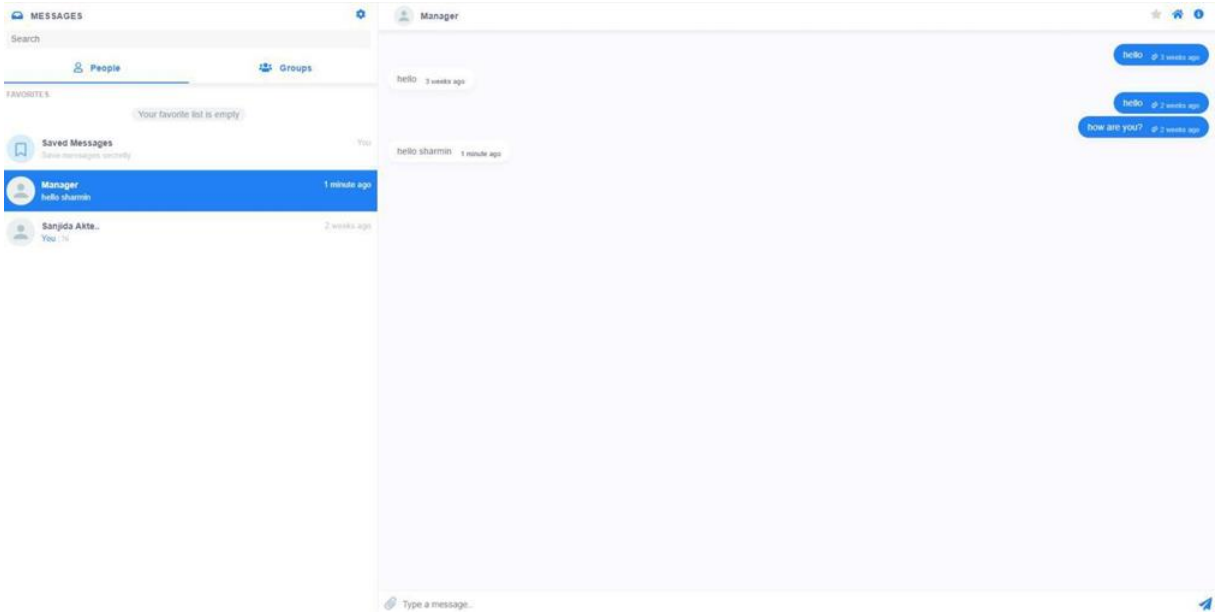 MESSAGES
Search
People
Groups
FAVORITES
Your favorite list is empty
Saved Messages
You
Save messages secretly
Manager
1 minute ago
hello sharmin
Sanjida Akte..
2 weeks ago
You :
Manager
hello
3 weeks ago
hello
3 weeks ago
hello
2 weeks ago
how are you?
2 weeks ago
hello sharmin
1 minute ago
Type a message..